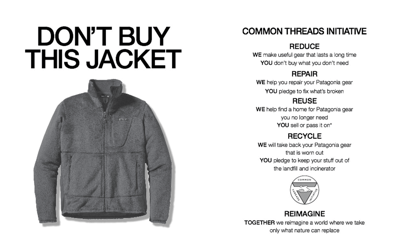 DON'T BUY
THIS JACKET
COMMON THREADS INITIATIVE
REDUCE
WE make useful gear that lasts a long time
YOU don't buy what you don't need
REPAIR
WE help you repair your Patagonia gear
YOU pledge to fix what's broken
REUSE
WE help find a home for Patagonia gear
you no longer need
YOU sell or pass it on*
RECYCLE
WE will take back your Patagonia gear
that is worn out
YOU pledge to keep your stuff out of
the landfill and incinerator
REIMAGINE
TOGETHER we reimagine a world where we take
only what nature can replace